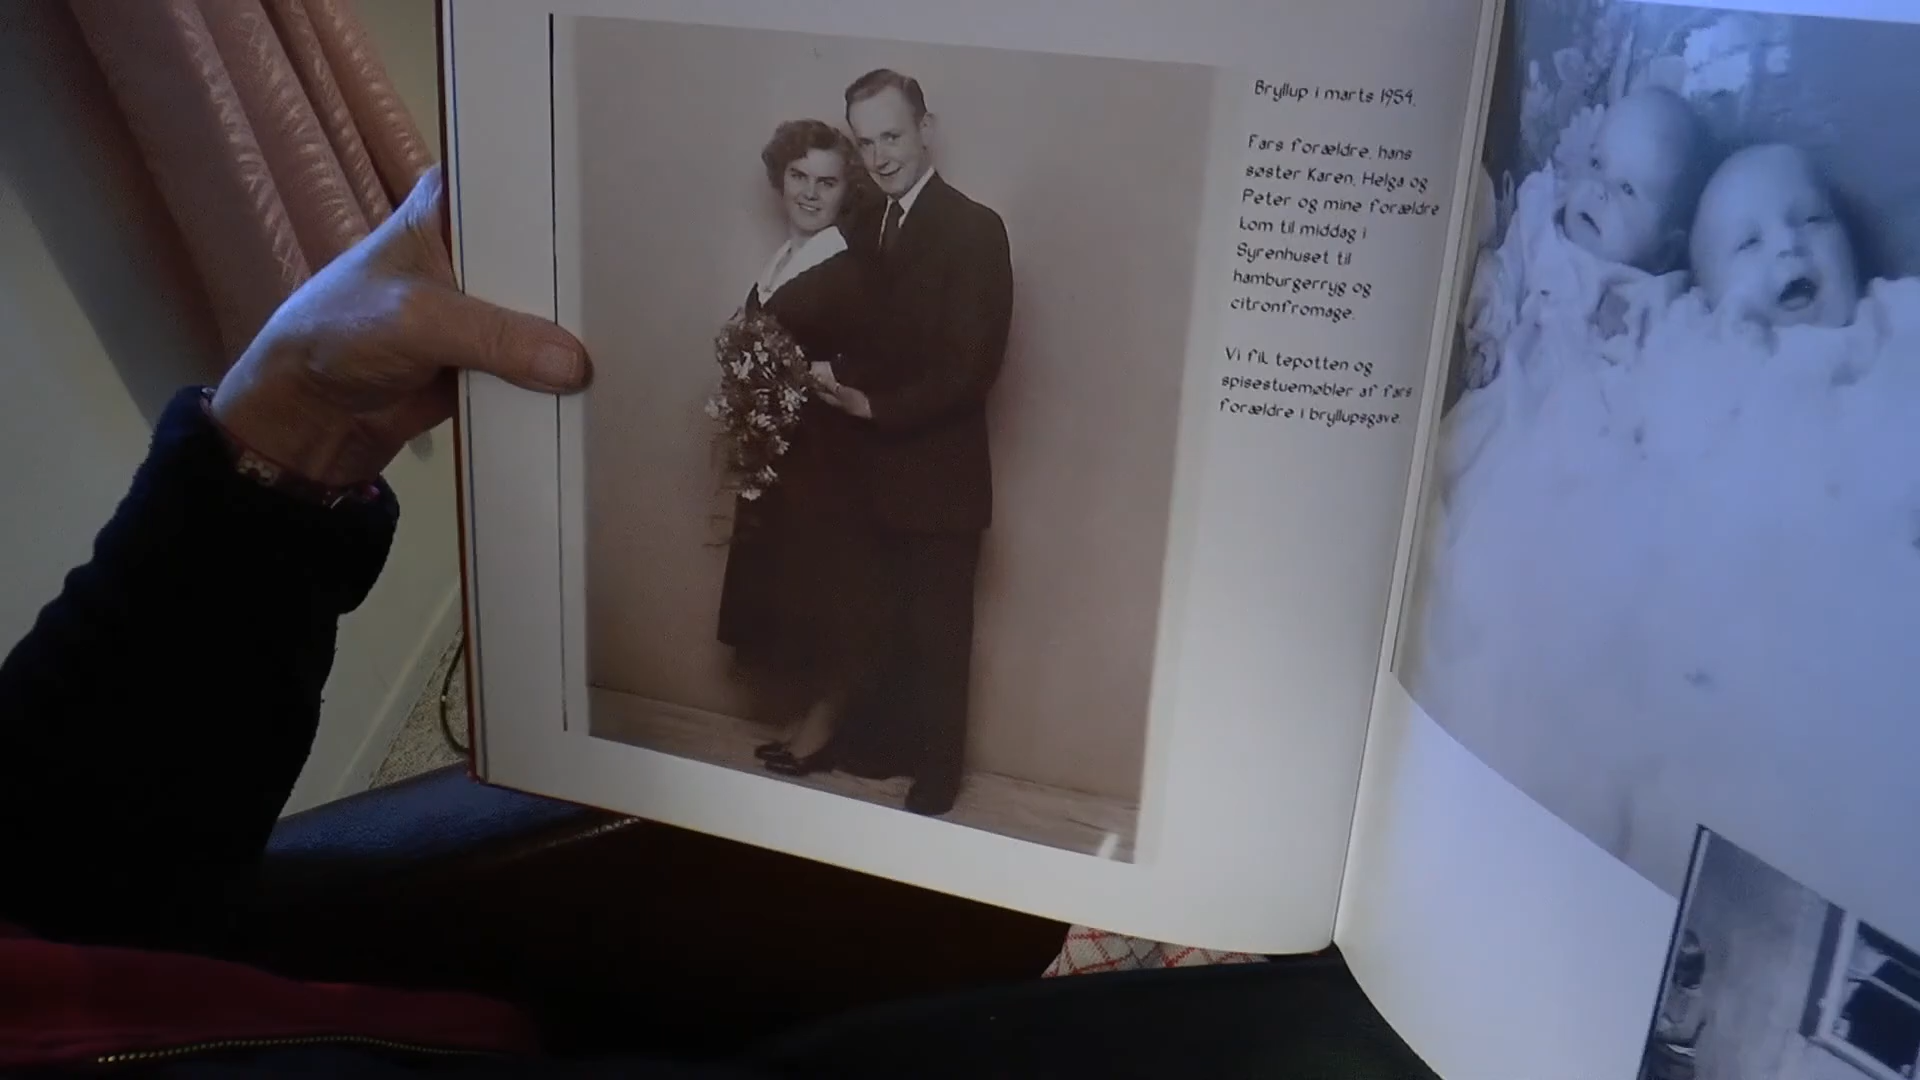 Bryllup i marts 1954.
Fars forældre, hans
søster Karen, Helga og
Peter og mine forældre
kom til middag i
Syrenhuset til
hamburgerryg og
citronfromage.
Vi fik tepotten og
spisestuemøbler af fars
forældre i bryllupsgave.